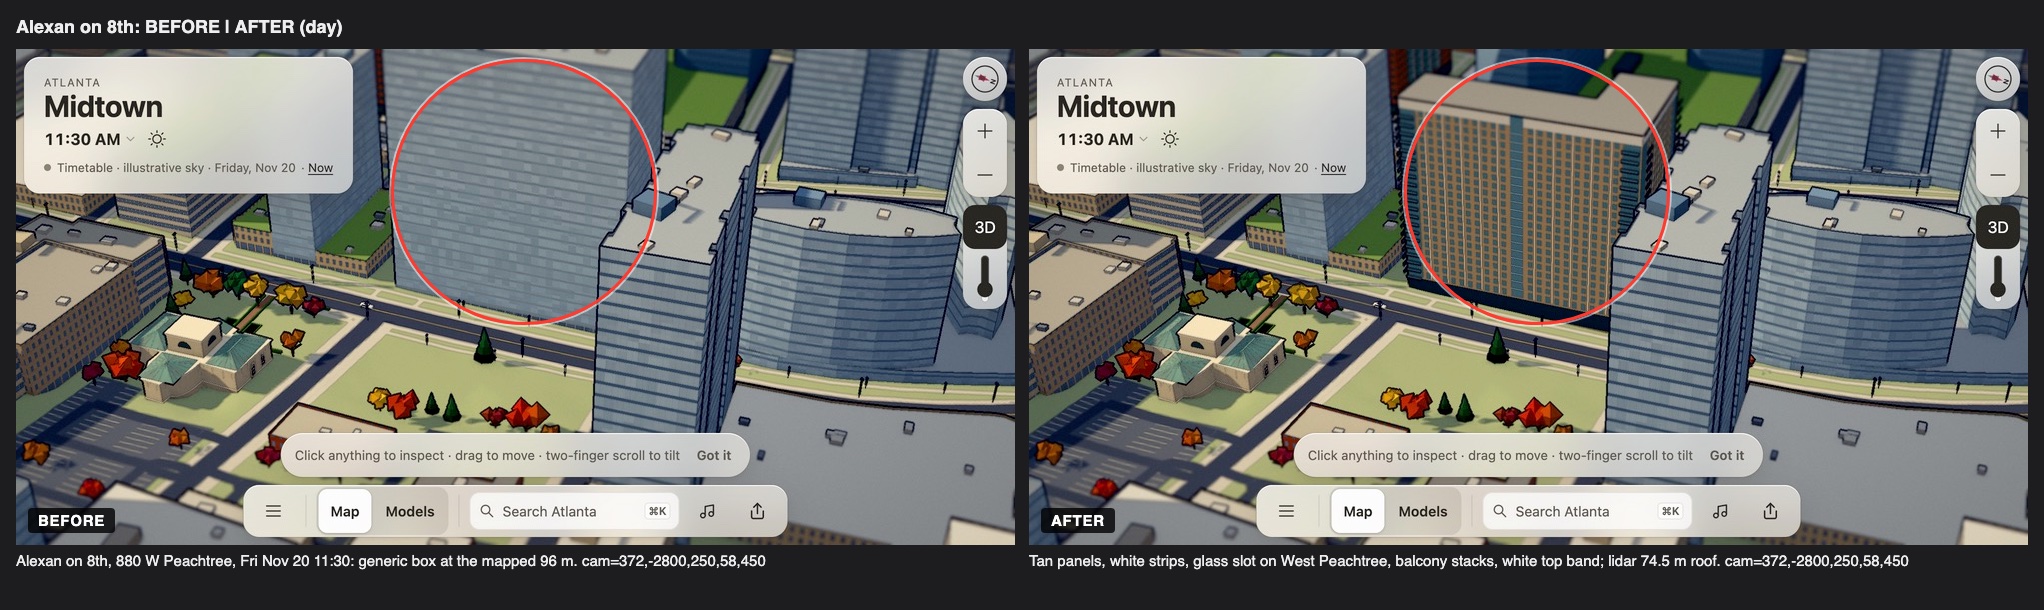 Alexan on 8th: BEFORE | AFTER (day)
ATLANTA
Midtown
11:30 AM
Timetable · illustrative sky · Friday, Nov 20 · Now
3D
Click anything to inspect · drag to move · two-finger scroll to tilt Got it
Map Models Search Atlanta ⌘K
BEFORE
Alexan on 8th, 880 W Peachtree, Fri Nov 20 11:30: generic box at the mapped 96 m. cam=372,-2800,250,58,450
ATLANTA
Midtown
11:30 AM
Timetable · illustrative sky · Friday, Nov 20 · Now
3D
Click anything to inspect · drag to move · two-finger scroll to tilt Got it
Map Models Search Atlanta ⌘K
AFTER
Tan panels, white strips, glass slot on West Peachtree, balcony stacks, white top band; lidar 74.5 m roof. cam=372,-2800,250,58,450